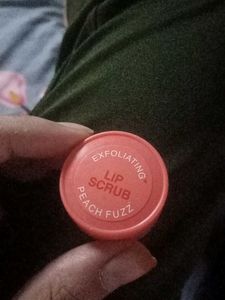 EXFOLIATING
LIP
SCRUB
PEACH FUZZ